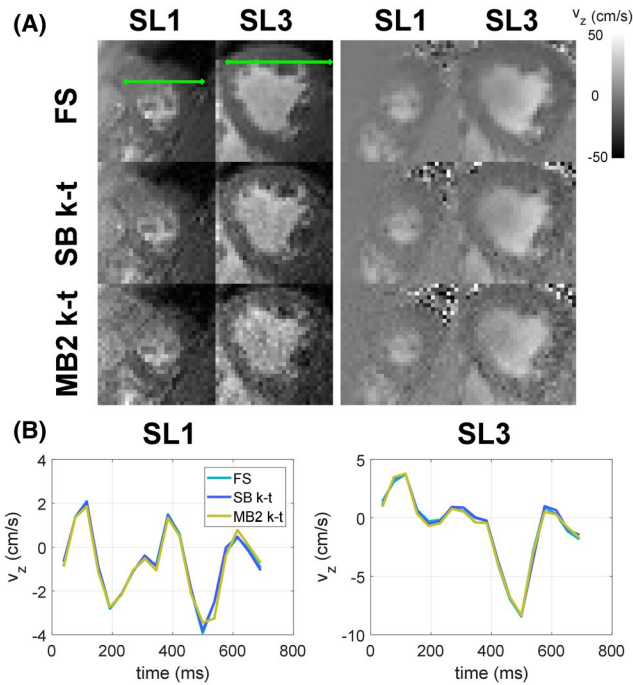 (A)
SL1 SL3 SL1 SL3
v_z (cm/s)
50
0
-50
FS
SB k-t
MB2 k-t
(B)
SL1
SL3
FS
SB k-t
MB2 k-t
4
2
0
-2
-4
v_z (cm/s)
0 200 400 600 800
time (ms)
5
0
-5
-10
v_z (cm/s)
0 200 400 600 800
time (ms)